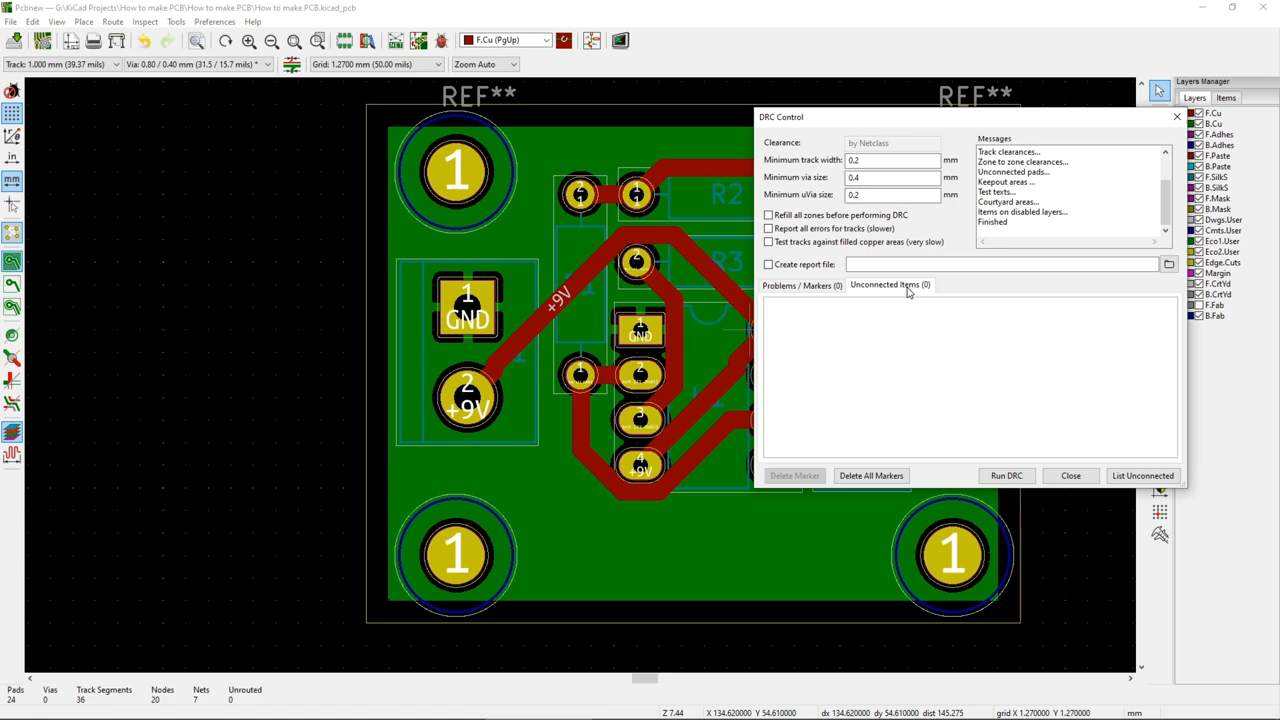 Pcbnew — G:\KiCad Projects\How to make PCB\How to make PCB\How to make PCB.kicad_pcb
File Edit View Place Route Inspect Tools Preferences Help
F.Cu (PgUp)
Track: 1.000 mm (39.37 mils) Via: 0.80 / 0.40 mm (31.5 / 15.7 mils) * Grid: 1.2700 mm (50.00 mils) Zoom Auto
REF** REF**
Layers Manager
Layers Items
F.Cu
B.Cu
F.Adhes
B.Adhes
F.Paste
B.Paste
F.SilkS
B.SilkS
F.Mask
B.Mask
Dwgs.User
Cmts.User
Eco1.User
Eco2.User
Edge.Cuts
Margin
F.CrtYd
B.CrtYd
F.Fab
B.Fab
DRC Control
Clearance: by Netclass
Minimum track width: 0.2 mm
Minimum via size: 0.4 mm
Minimum uVia size: 0.2 mm
Messages
Track clearances...
Zone to zone clearances...
Unconnected pads...
Keepout areas ...
Test texts...
Courtyard areas...
Items on disabled layers...
Finished
Refill all zones before performing DRC
Report all errors for tracks (slower)
Test tracks against filled copper areas (very slow)
Create report file:
Problems / Markers (0) Unconnected Items (0)
Delete Marker Delete All Markers Run DRC Close List Unconnected
1
2
1
1
1
R2
2
R3
+9V
1
GND
1
GND
2
+9V
1
2
3
4
+9V
1
1
Pads Vias Track Segments Nodes Nets Unrouted
24 0 36 20 7 0
Z 7.44 X 134.620000 Y 54.610000 dx 134.620000 dy 54.610000 dist 145.275 grid X 1.270000 Y 1.270000 mm
in
mm